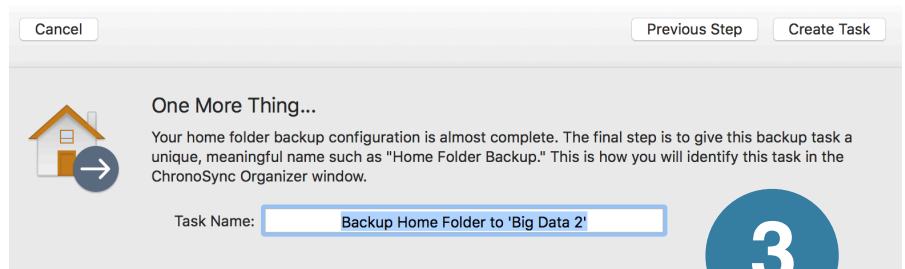 Cancel
Previous Step
Create Task
One More Thing...
Your home folder backup configuration is almost complete. The final step is to give this backup task a
unique, meaningful name such as "Home Folder Backup." This is how you will identify this task in the
ChronoSync Organizer window.
Task Name: Backup Home Folder to 'Big Data 2'
3